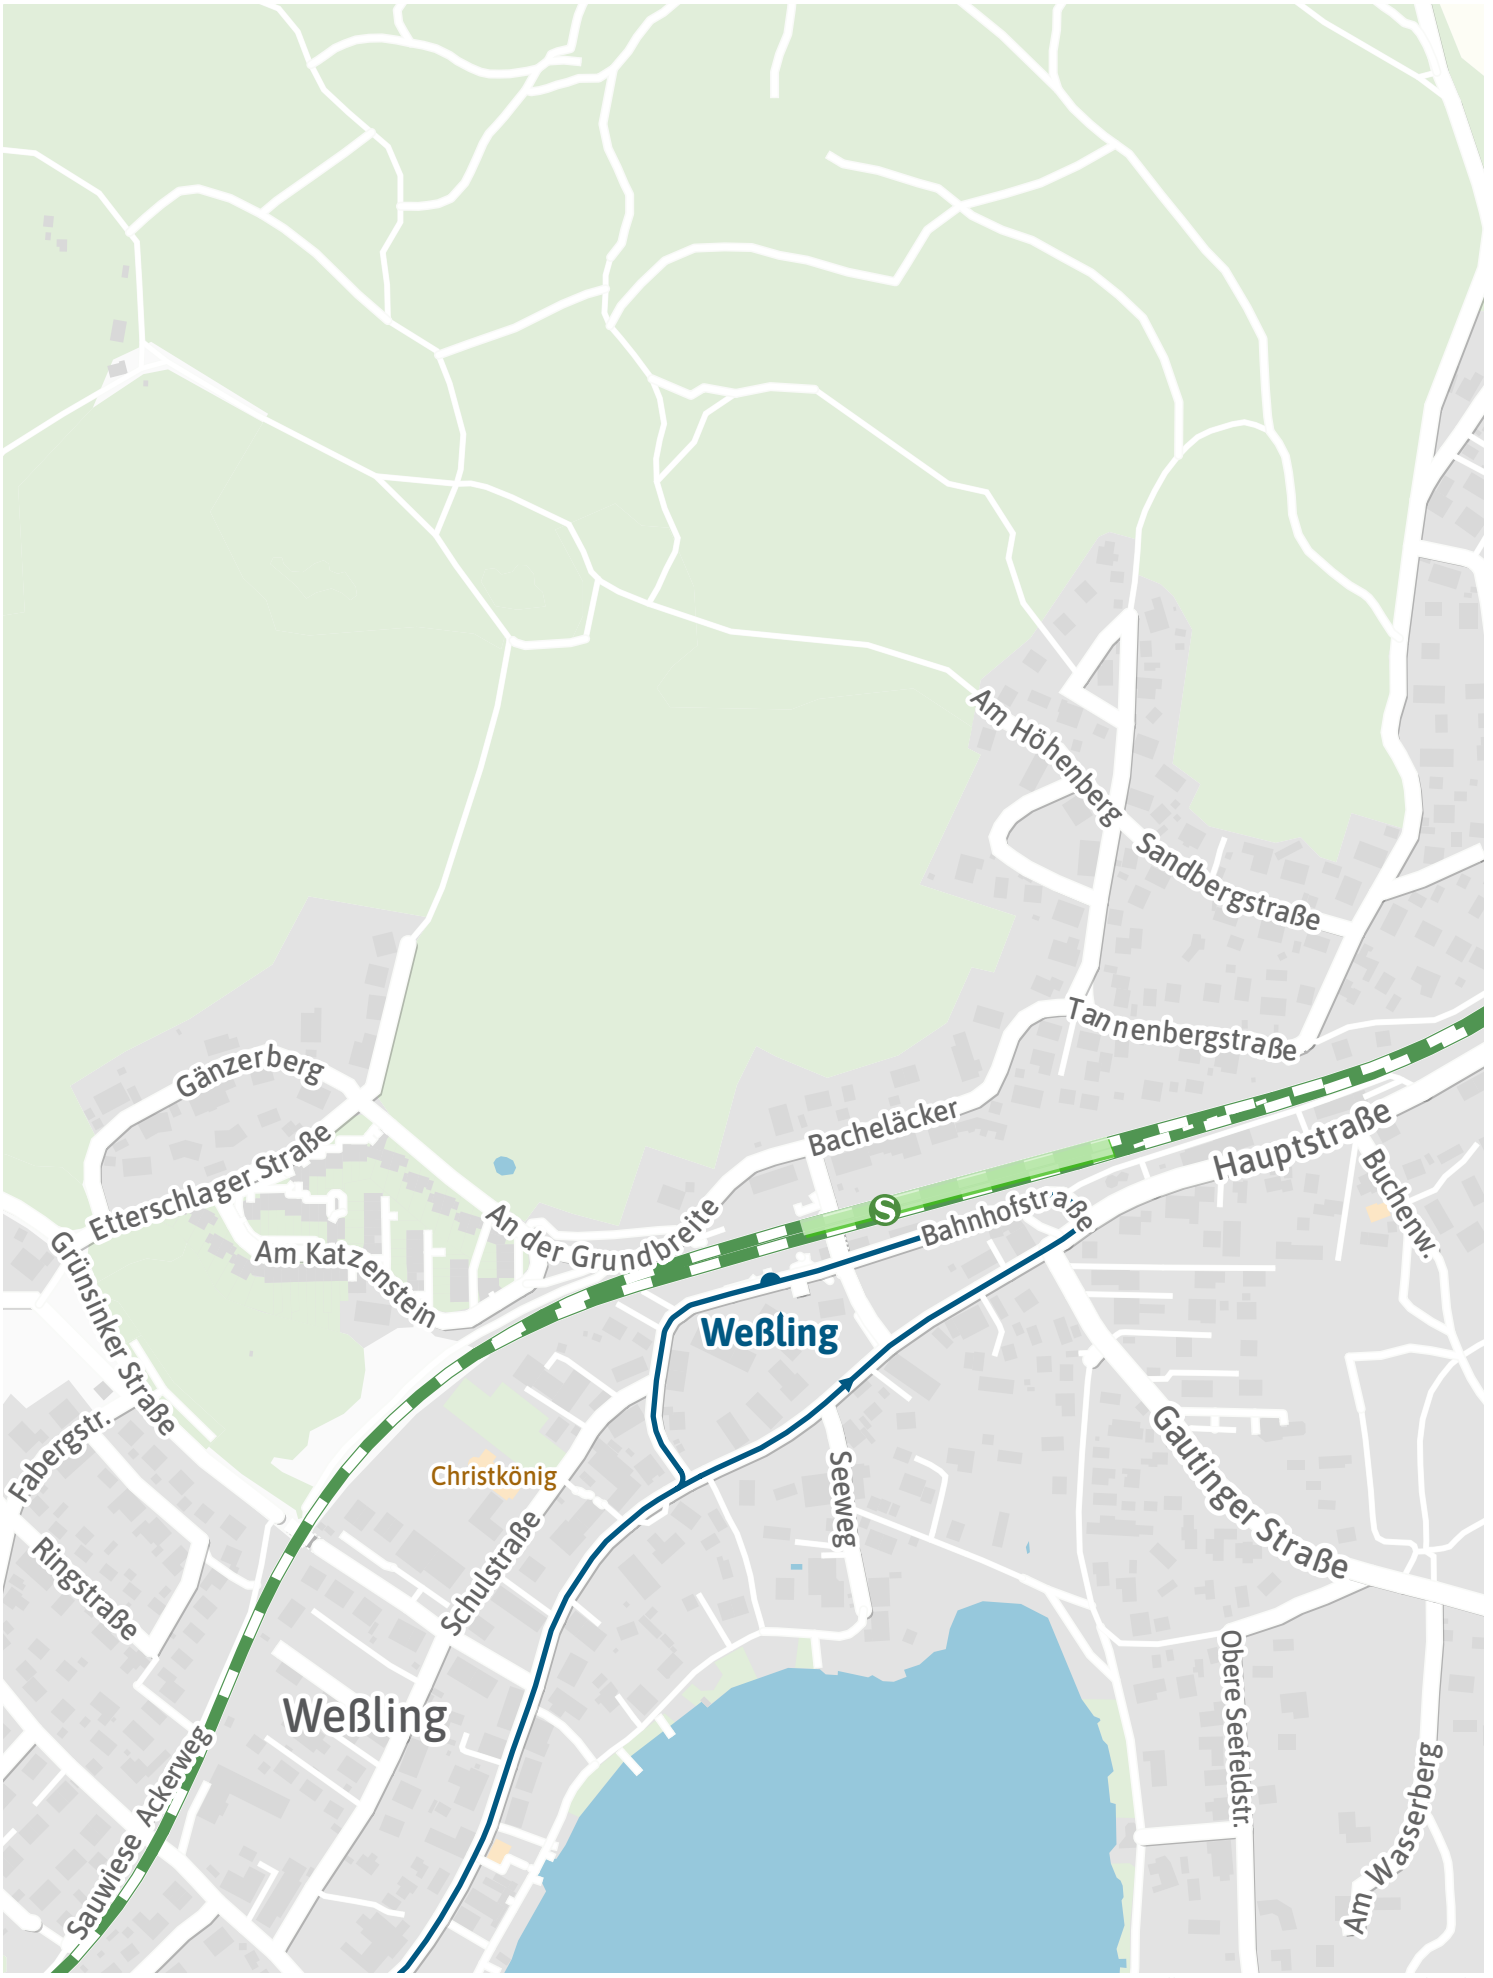 Am Höhenberg
Sandbergstraße
Tannenbergstraße
Gänzerberg
Bacheläcker
Hauptstraße
Etterschlager Straße
Buchenw.
An der Grundbreite
S
Bahnhofstraße
Am Katzenstein
Grünsinker Straße
Weßling
Fabergstr.
Gautinger Straße
Christkönig
Seeweg
Ringstraße
Schulstraße
Obere Seefeldstr.
Weßling
Sauwiese
Ackerweg
Am Wasserberg